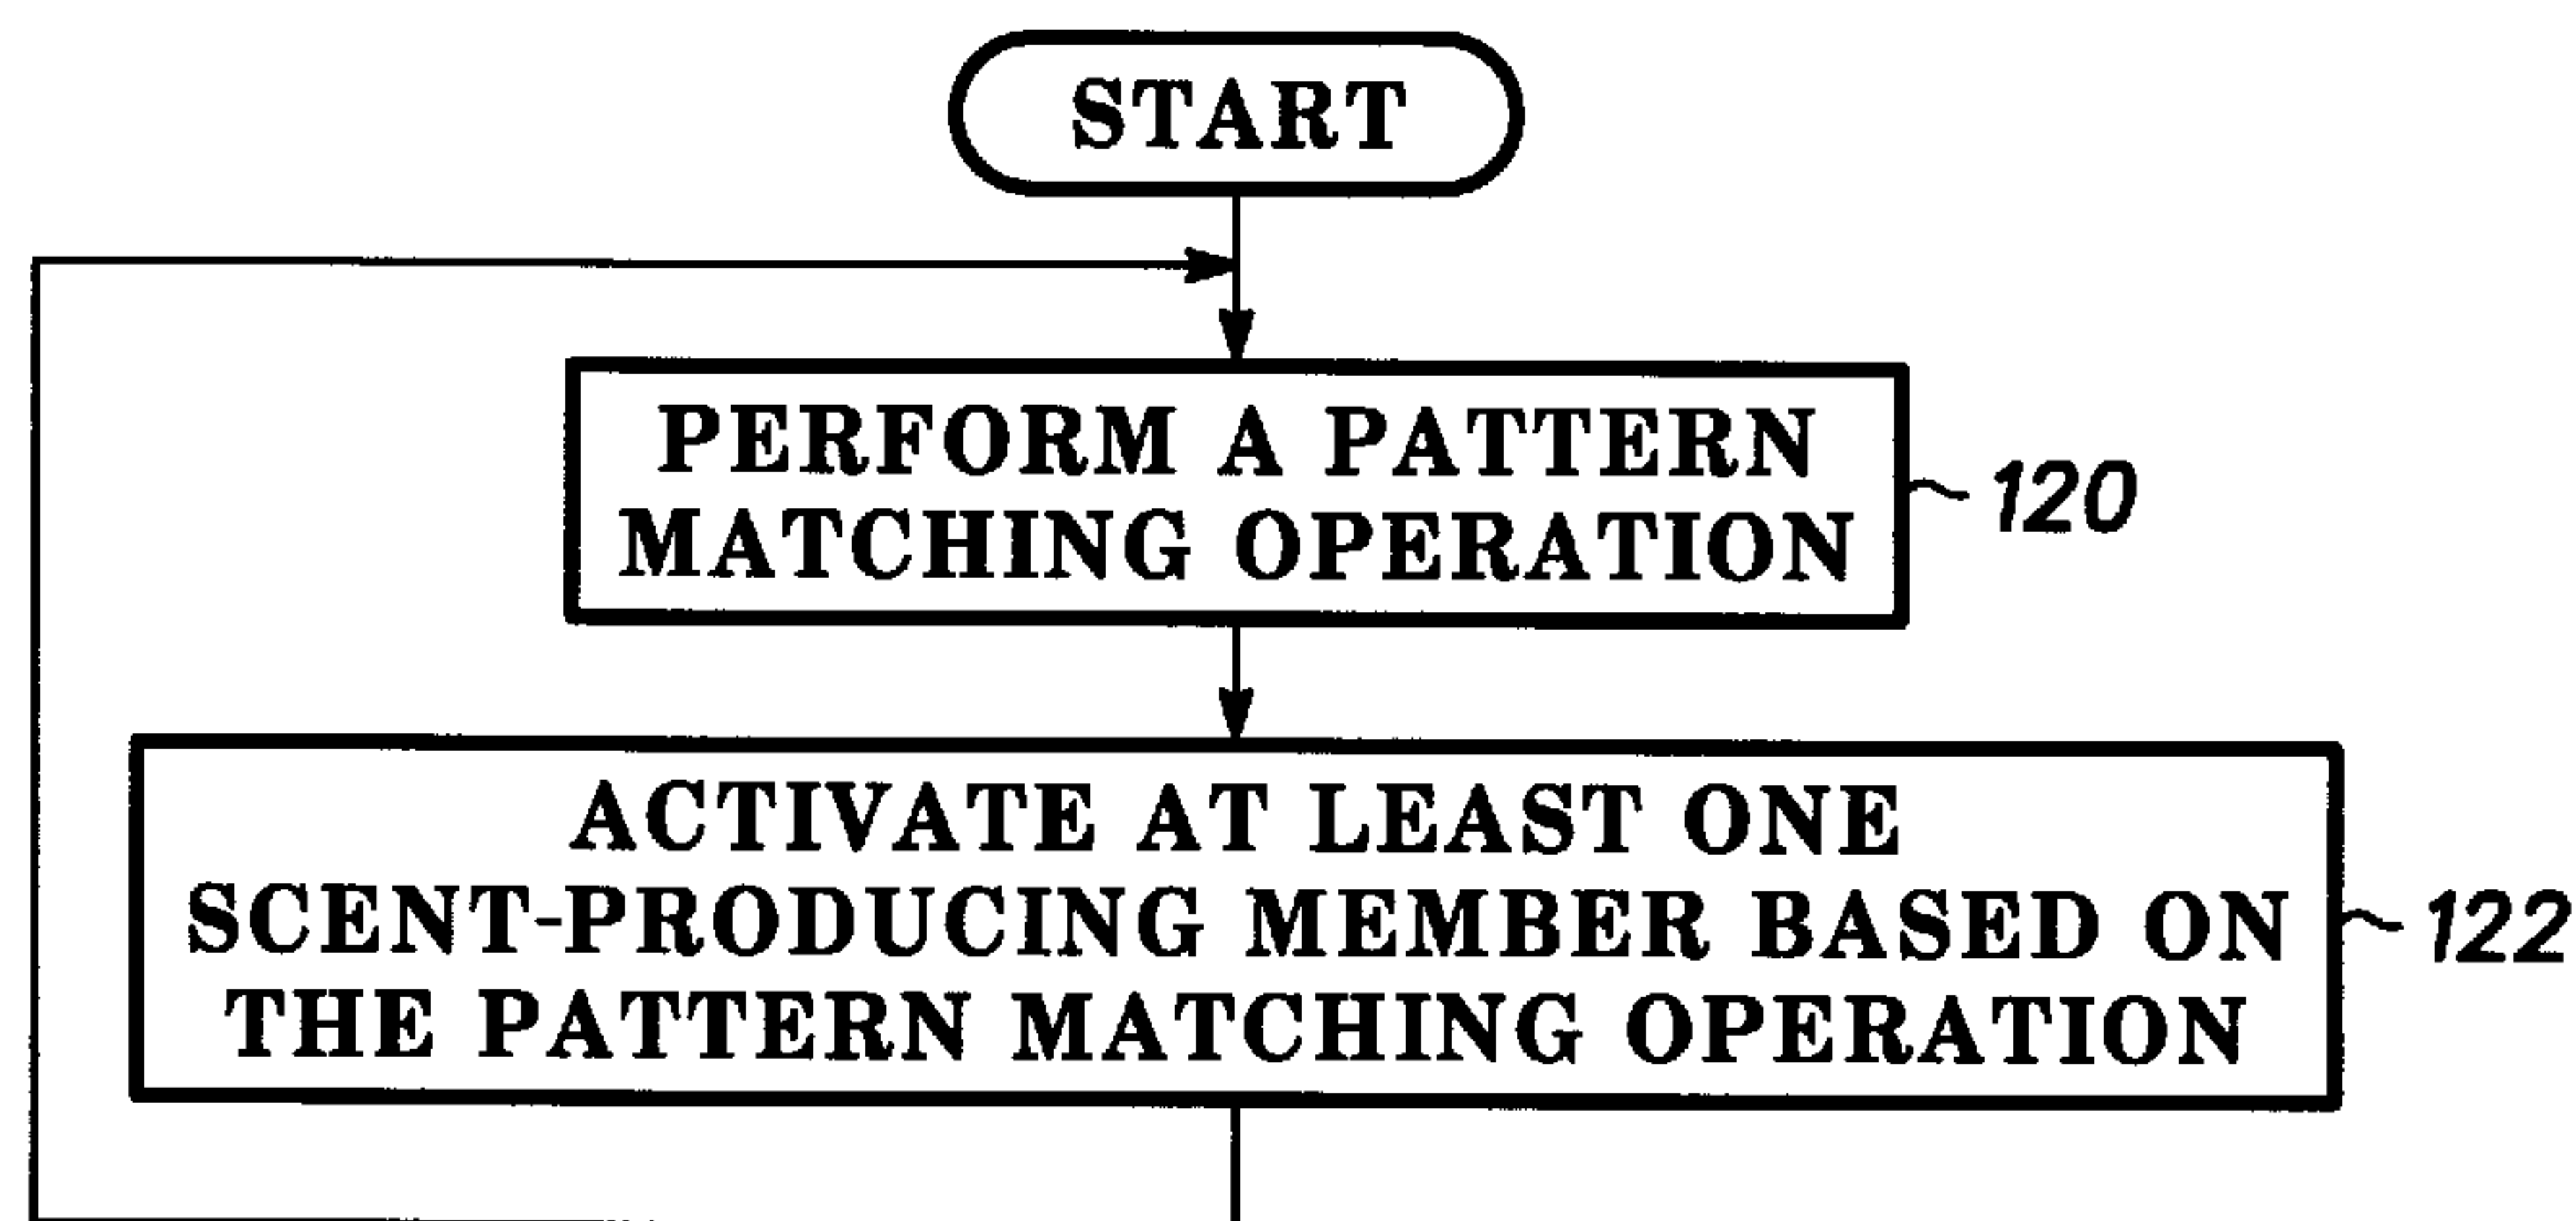 START
PERFORM A PATTERN
MATCHING OPERATION
120
ACTIVATE AT LEAST ONE
SCENT-PRODUCING MEMBER BASED ON
THE PATTERN MATCHING OPERATION
122